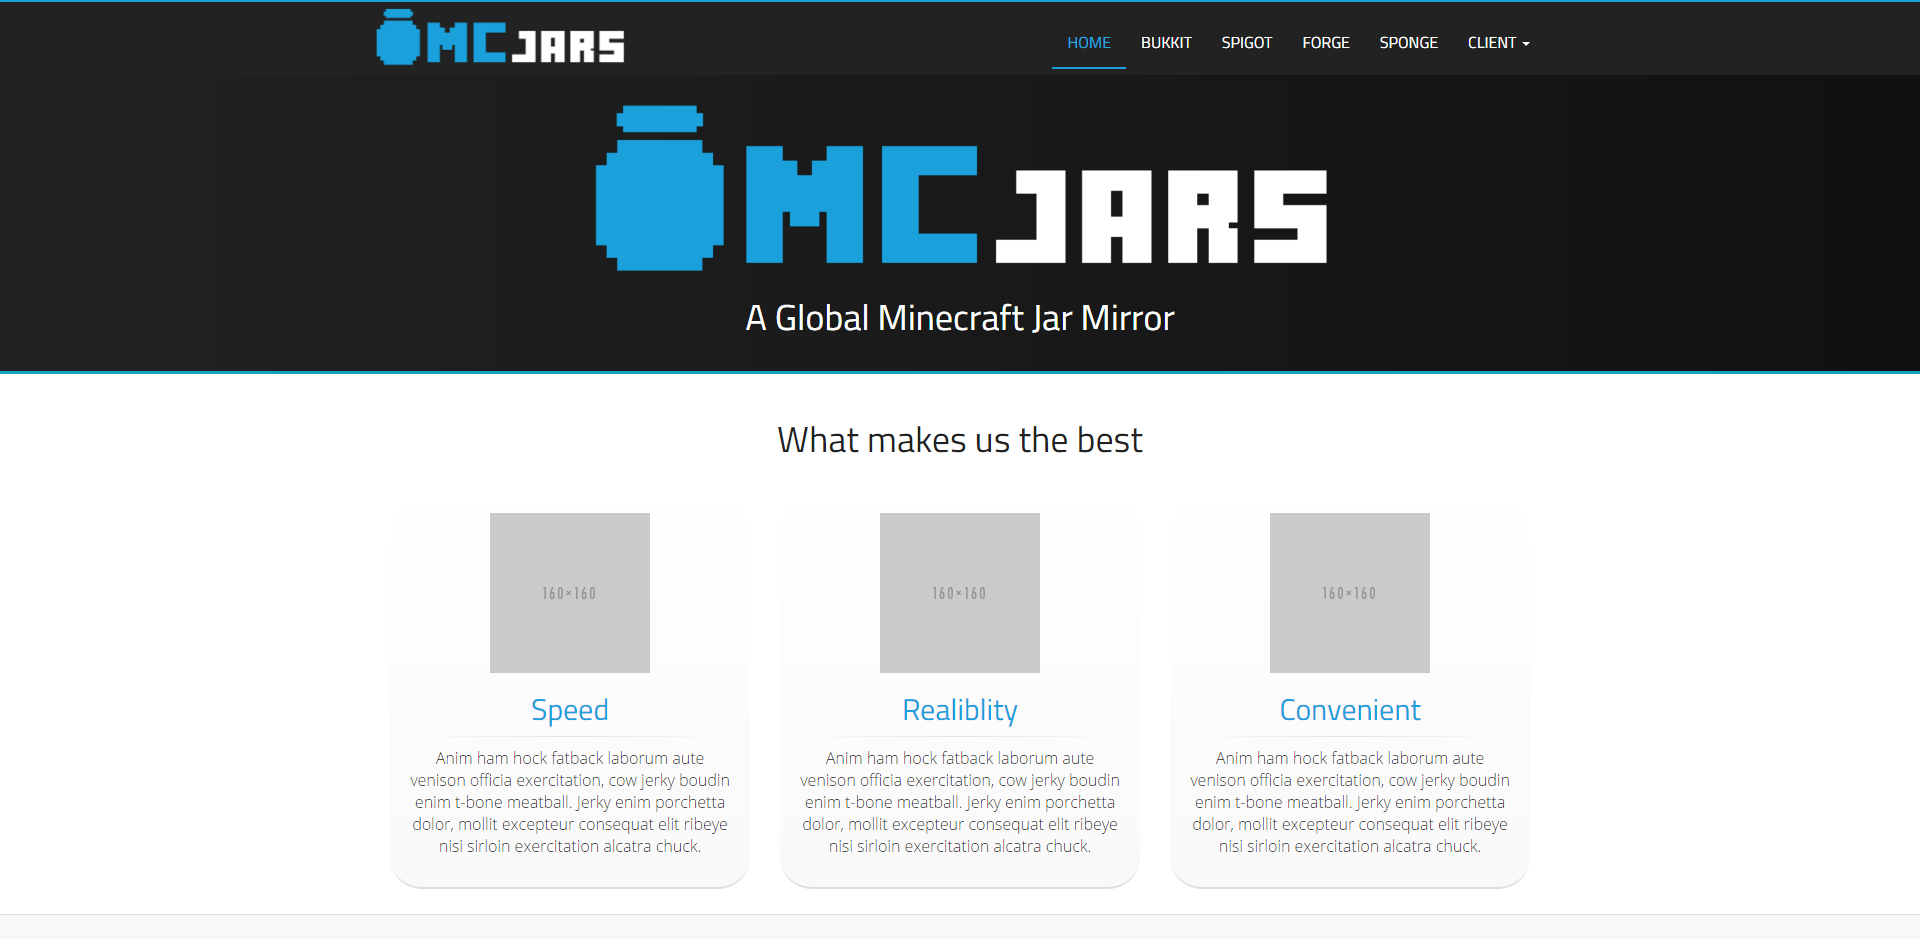 MCJARS
HOME BUKKIT SPIGOT FORGE SPONGE CLIENT
MCJARS
A Global Minecraft Jar Mirror
What makes us the best
160×160
Speed
Anim ham hock fatback laborum aute
venison officia exercitation, cow jerky boudin
enim t-bone meatball. Jerky enim porchetta
dolor, mollit excepteur consequat elit ribeye
nisi sirloin exercitation alcatra chuck.
160×160
Realiblity
Anim ham hock fatback laborum aute
venison officia exercitation, cow jerky boudin
enim t-bone meatball. Jerky enim porchetta
dolor, mollit excepteur consequat elit ribeye
nisi sirloin exercitation alcatra chuck.
160×160
Convenient
Anim ham hock fatback laborum aute
venison officia exercitation, cow jerky boudin
enim t-bone meatball. Jerky enim porchetta
dolor, mollit excepteur consequat elit ribeye
nisi sirloin exercitation alcatra chuck.